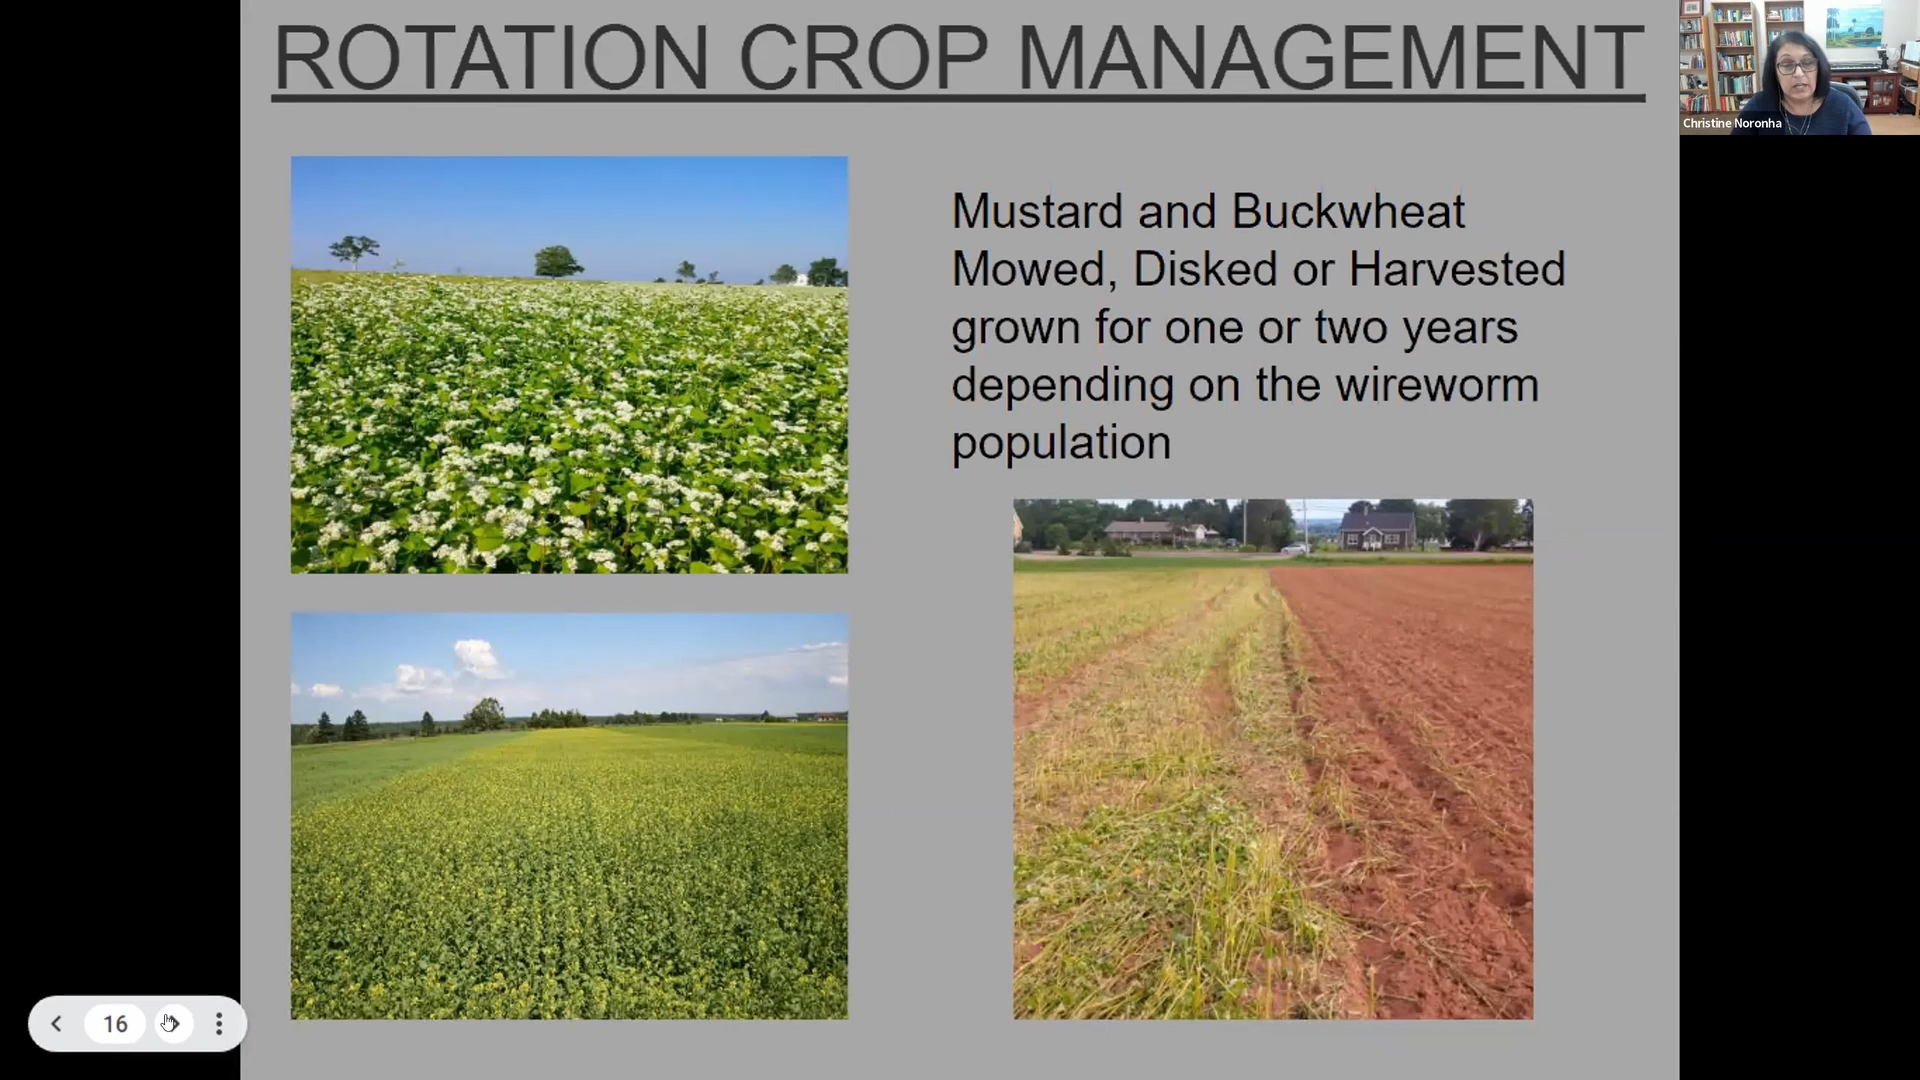 ROTATION CROP MANAGEMENT
Christine Noronha
Mustard and Buckwheat
Mowed, Disked or Harvested
grown for one or two years
depending on the wireworm
population
16